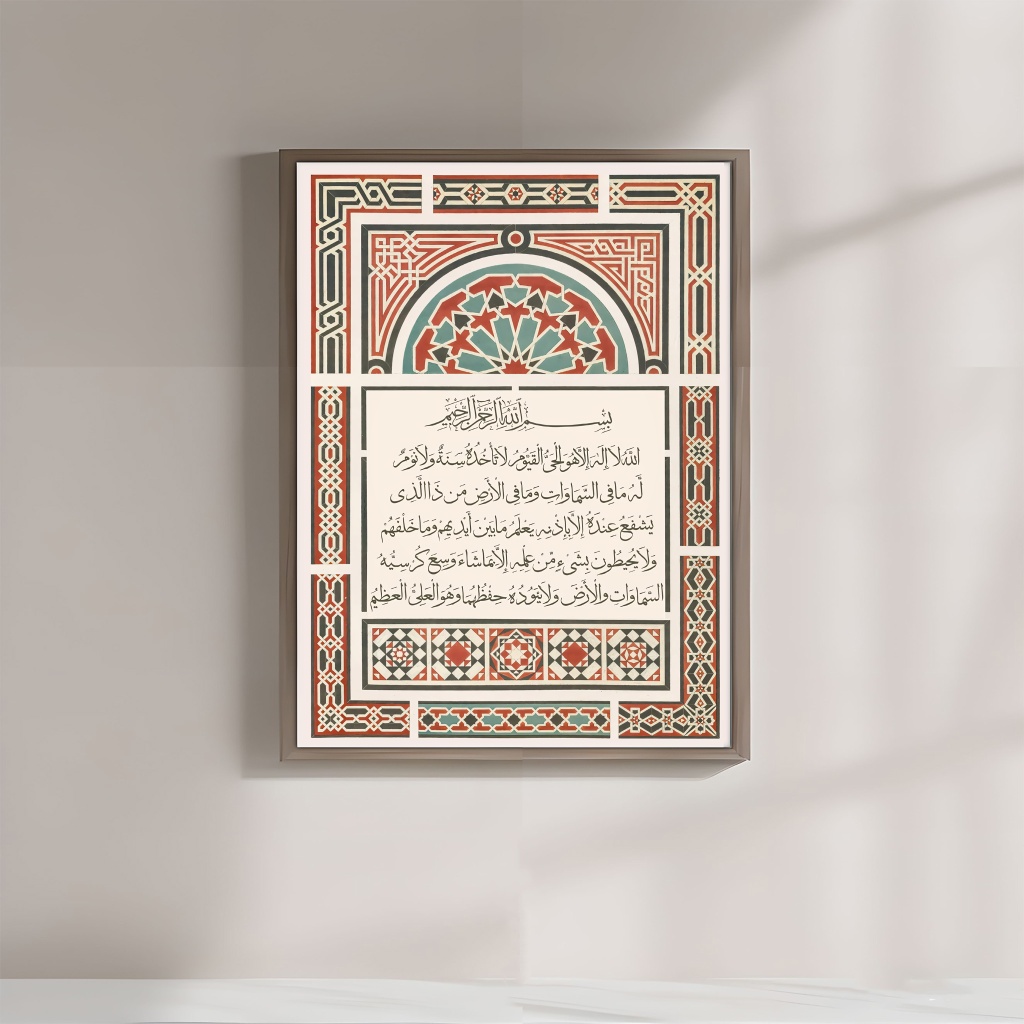 بِسْمِ اللَّهِ الرَّحْمَنِ الرَّحِيمِ
اللَّهُ لَا إِلَهَ إِلَّا هُوَ الْحَيُّ الْقَيُّومُ لَا تَأْخُذُهُ سِنَةٌ وَلَا نَوْمٌ
لَهُ مَا فِي السَّمَاوَاتِ وَمَا فِي الْأَرْضِ مَن ذَا الَّذِى
يَشْفَعُ عِندَهُ إِلَّا بِإِذْنِهِ يَعْلَمُ مَا بَيْنَ أَيْدِيهِمْ وَمَا خَلْفَهُمْ
وَلَا يُحِيطُونَ بِشَىْءٍ مِّنْ عِلْمِهِ إِلَّا بِمَا شَاءَ وَسِعَ كُرْسِيُّهُ
السَّمَاوَاتِ وَالْأَرْضَ وَلَا يَئُودُهُ حِفْظُهُمَا وَهُوَ الْعَلِىُّ الْعَظِيمُ